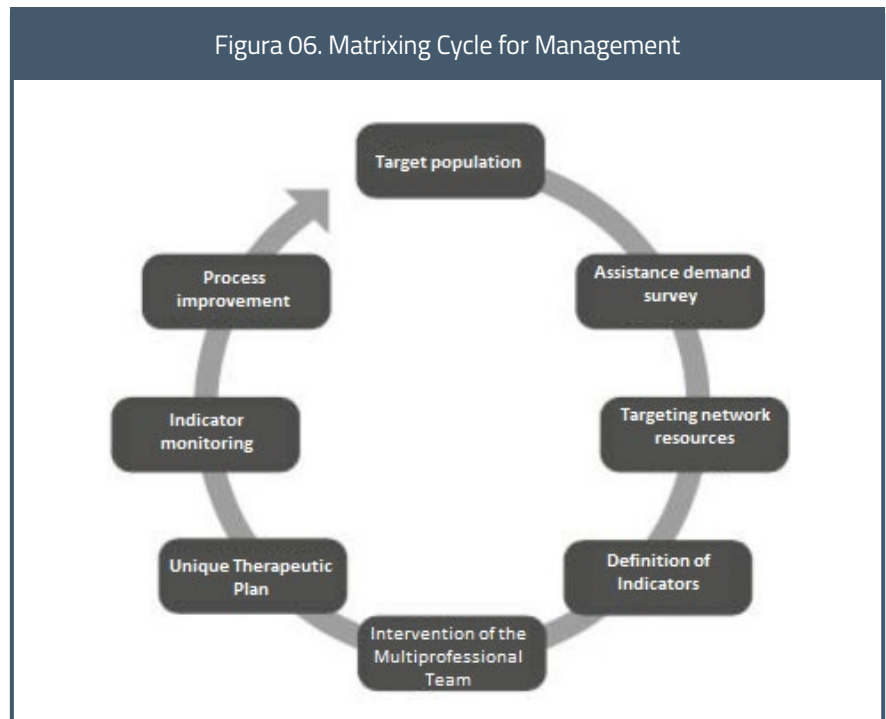 Figura 06. Matrixing Cycle for Management
Target population
Assistance demand
survey
Targeting network
resources
Definition of
Indicators
Intervention of the
Multiprofessional
Team
Unique Therapeutic
Plan
Indicator
monitoring
Process
improvement